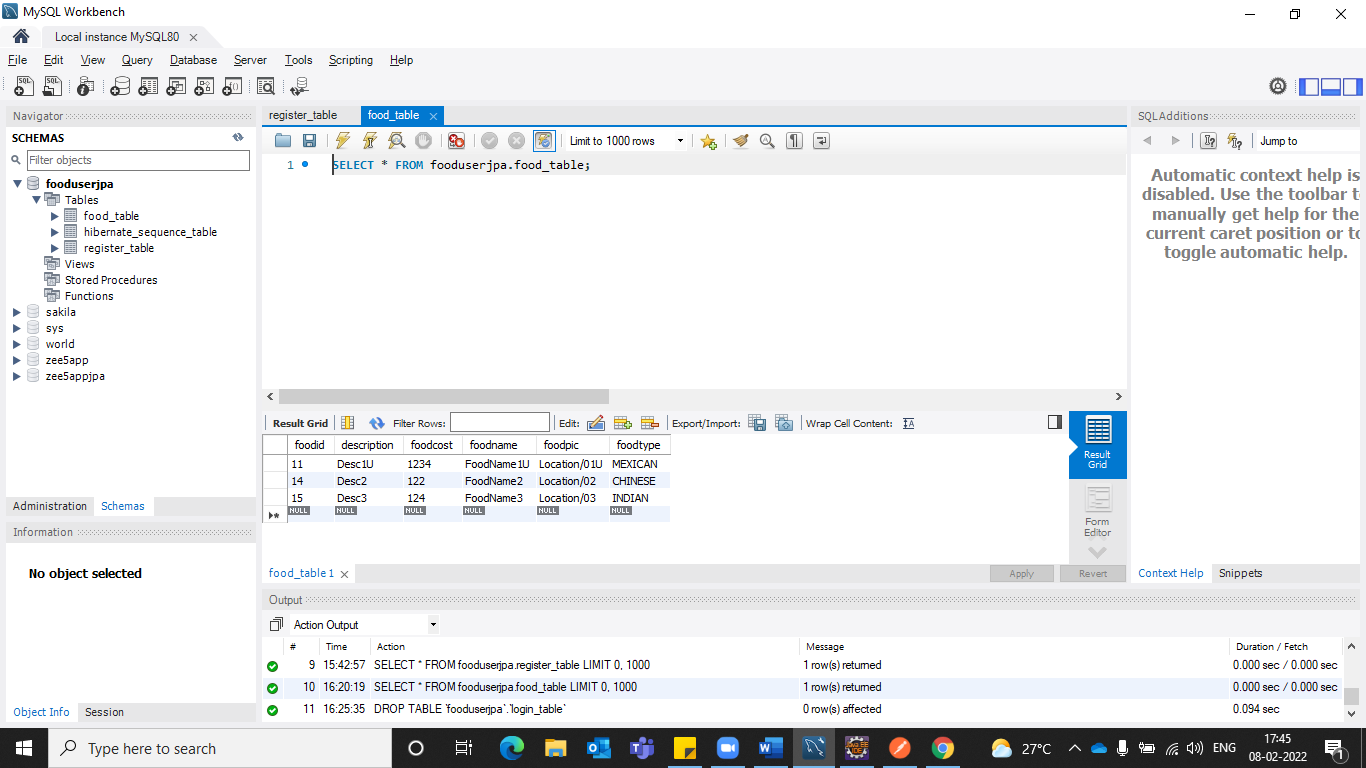 MySQL Workbench
Local instance MySQL80
File Edit View Query Database Server Tools Scripting Help
Navigator
SCHEMAS
Filter objects
fooduserjpa
Tables
food_table
hibernate_sequence_table
register_table
Views
Stored Procedures
Functions
sakila
sys
world
zee5app
zee5appjpa
Administration Schemas
Information
No object selected
Object Info Session
register_table food_table
Limit to 1000 rows
1 SELECT * FROM fooduserjpa.food_table;
Result Grid Filter Rows: Edit: Export/Import: Wrap Cell Content:
foodid description foodcost foodname foodpic foodtype
11 Desc1U 1234 FoodName1U Location/01U MEXICAN
14 Desc2 122 FoodName2 Location/02 CHINESE
15 Desc3 124 FoodName3 Location/03 INDIAN
NULL NULL NULL NULL NULL NULL
Result
Grid
Form
Editor
food_table 1
Apply Revert
SQLAdditions
Jump to
Automatic context help is
disabled. Use the toolbar t
manually get help for the
current caret position or to
toggle automatic help.
Context Help Snippets
Output
Action Output
# Time Action Message Duration / Fetch
9 15:42:57 SELECT * FROM fooduserjpa.register_table LIMIT 0, 1000 1 row(s) returned 0.000 sec / 0.000 sec
10 16:20:19 SELECT * FROM fooduserjpa.food_table LIMIT 0, 1000 1 row(s) returned 0.000 sec / 0.000 sec
11 16:25:35 DROP TABLE `fooduserjpa`.`login_table` 0 row(s) affected 0.094 sec
Type here to search
27°C
ENG
17:45
08-02-2022
1